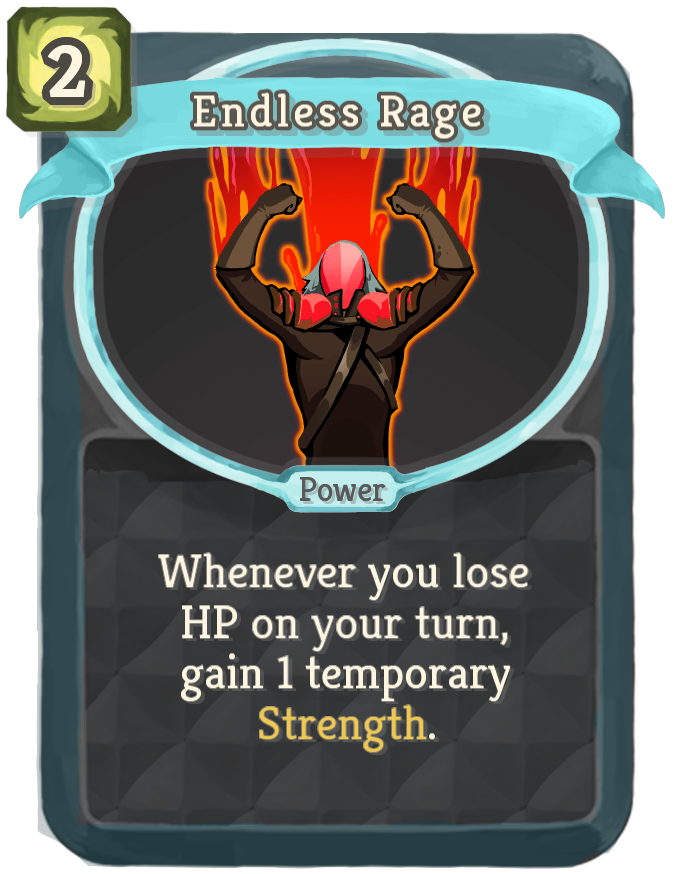 2
Endless Rage
Power
Whenever you lose
HP on your turn,
gain 1 temporary
Strength.